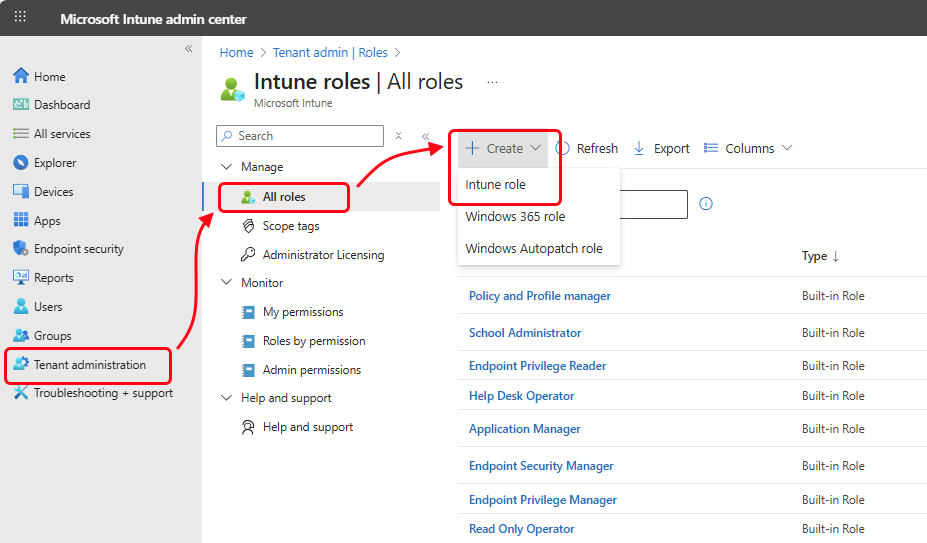 Microsoft Intune admin center
Home
Dashboard
All services
Explorer
Devices
Apps
Endpoint security
Reports
Users
Groups
Tenant administration
Troubleshooting + support
Home > Tenant admin | Roles >
Intune roles | All roles ...
Microsoft Intune
Search
Manage
All roles
Scope tags
Administrator Licensing
Monitor
My permissions
Roles by permission
Admin permissions
Help and support
Help and support
Create Refresh Export Columns
Intune role
Windows 365 role
Windows Autopatch role
Type ↓
Policy and Profile manager Built-in Role
School Administrator Built-in Role
Endpoint Privilege Reader Built-in Role
Help Desk Operator Built-in Role
Application Manager Built-in Role
Endpoint Security Manager Built-in Role
Endpoint Privilege Manager Built-in Role
Read Only Operator Built-in Role